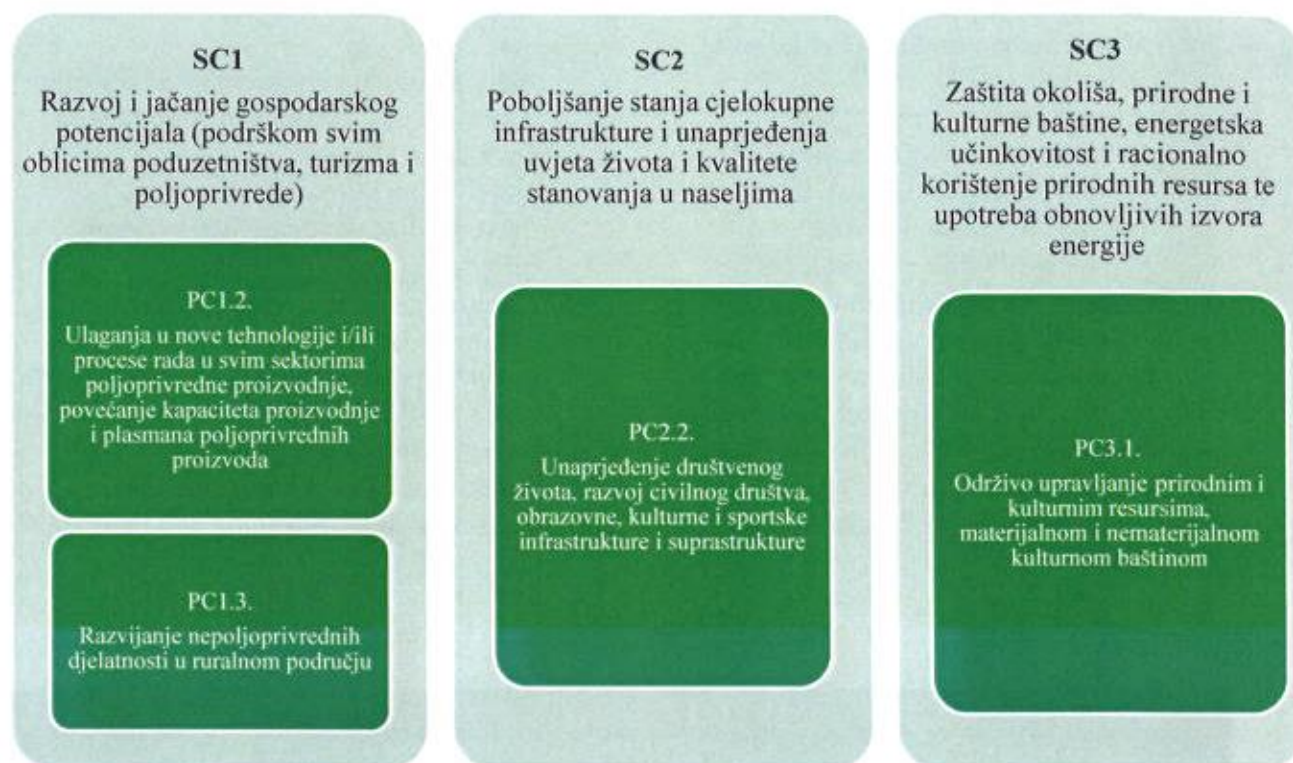 SC1
Razvoj i jačanje gospodarskog
potencijala (podrškom svim
oblicima poduzetništva, turizma i
poljoprivrede)
PC1.2.
Ulaganja u nove tehnologije i/ili
procese rada u svim sektorima
poljoprivredne proizvodnje,
povećanje kapaciteta proizvodnje
i plasmana poljoprivrednih
proizvoda
PC1.3.
Razvijanje nepoljoprivrednih
djelatnosti u ruralnom području
SC2
Poboljšanje stanja cjelokupne
infrastrukture i unaprjeđenja
uvjeta života i kvalitete
stanovanja u naseljima
PC2.2.
Unaprjeđenje društvenog
života, razvoj civilnog društva,
obrazovne, kulturne i sportske
infrastrukture i suprastrukture
SC3
Zaštita okoliša, prirodne i
kulturne baštine, energetska
učinkovitost i racionalno
korištenje prirodnih resursa te
upotreba obnovljivih izvora
energije
PC3.1.
Održivo upravljanje prirodnim i
kulturnim resursima,
materijalnom i nematerijalnom
kulturnom baštinom